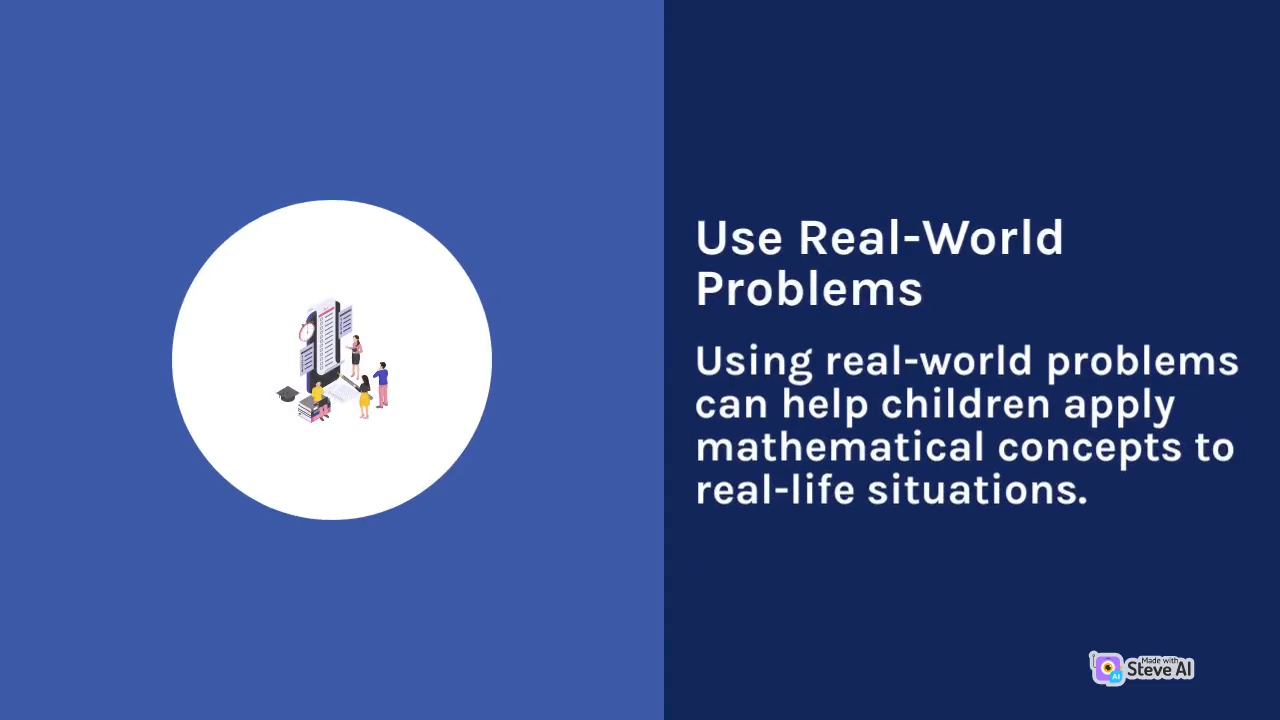 Use Real-World
Problems
Using real-world problems
can help children apply
mathematical concepts to
real-life situations.
Made with
Steve AI
AI